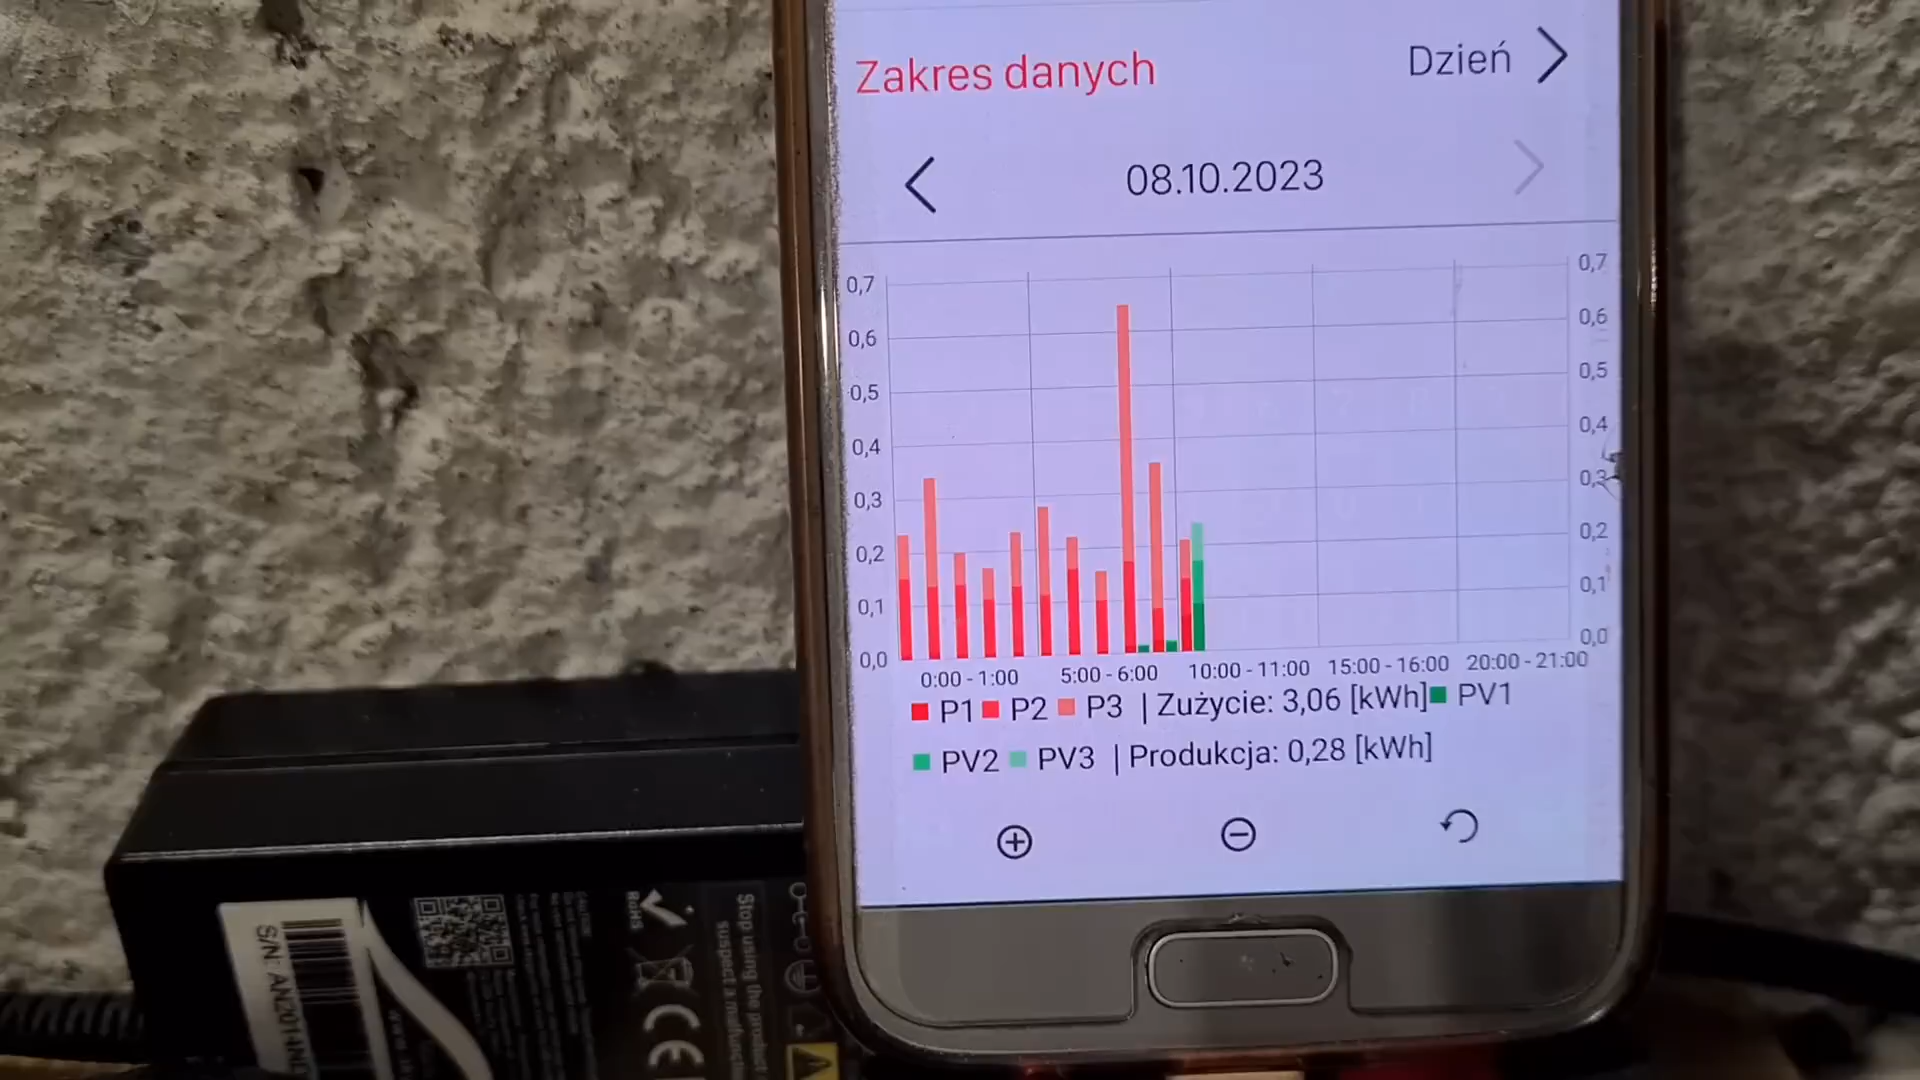 Zakres danych Dzień
08.10.2023
0,7 0,7
0,6 0,6
0,5 0,5
0,4 0,4
0,3 0,3
0,2 0,2
0,1 0,1
0,0 0,0
0:00 - 1:00 5:00 - 6:00 10:00 - 11:00 15:00 - 16:00 20:00 - 21:00
P1 P2 P3 | Zużycie: 3,06 [kWh] PV1
PV2 PV3 | Produkcja: 0,28 [kWh]
S/N: AN2014N
RoHS
CE
Stop using the product
suspect a